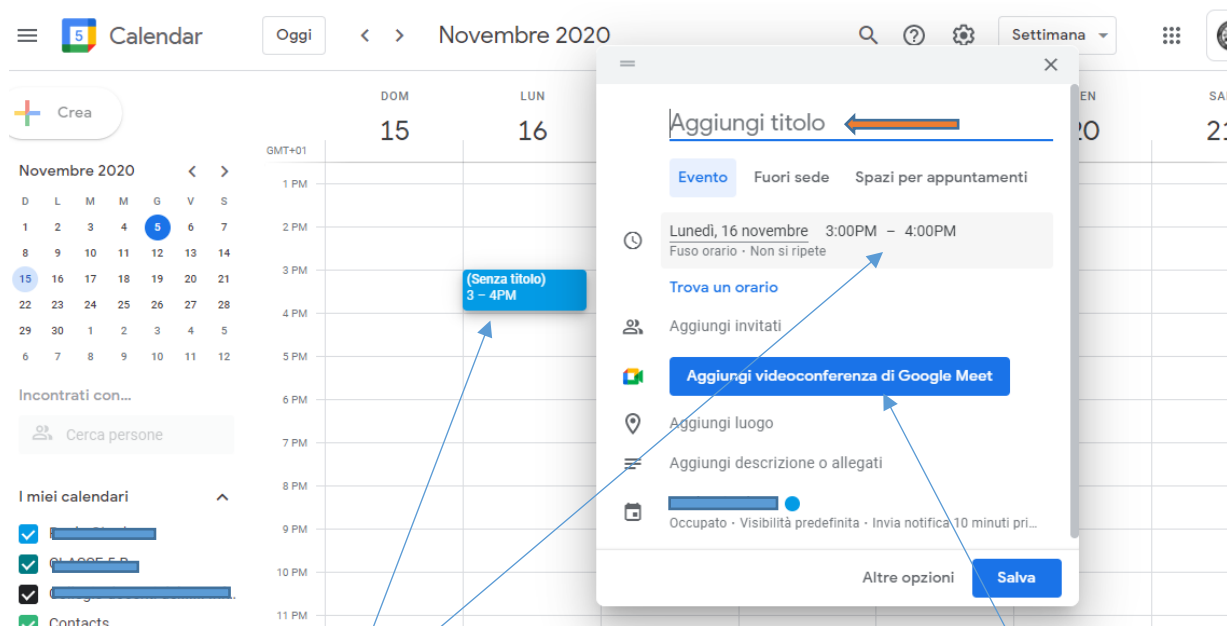 5 Calendar Oggi Novembre 2020 Settimana
Crea
DOM LUN EN SA
15 16 20 21
GMT+01
Novembre 2020
D L M M G V S
1 2 3 4 5 6 7
8 9 10 11 12 13 14
15 16 17 18 19 20 21
22 23 24 25 26 27 28
29 30 1 2 3 4 5
6 7 8 9 10 11 12
Incontrati con...
Cerca persone
I miei calendari
Contacts
1 PM
2 PM
3 PM
4 PM
5 PM
6 PM
7 PM
8 PM
9 PM
10 PM
11 PM
(Senza titolo)
3 – 4PM
Aggiungi titolo
Evento Fuori sede Spazi per appuntamenti
Lunedì, 16 novembre 3:00PM – 4:00PM
Fuso orario · Non si ripete
Trova un orario
Aggiungi invitati
Aggiungi videoconferenza di Google Meet
Aggiungi luogo
Aggiungi descrizione o allegati
Occupato · Visibilità predefinita · Invia notifica 10 minuti pri...
Altre opzioni Salva